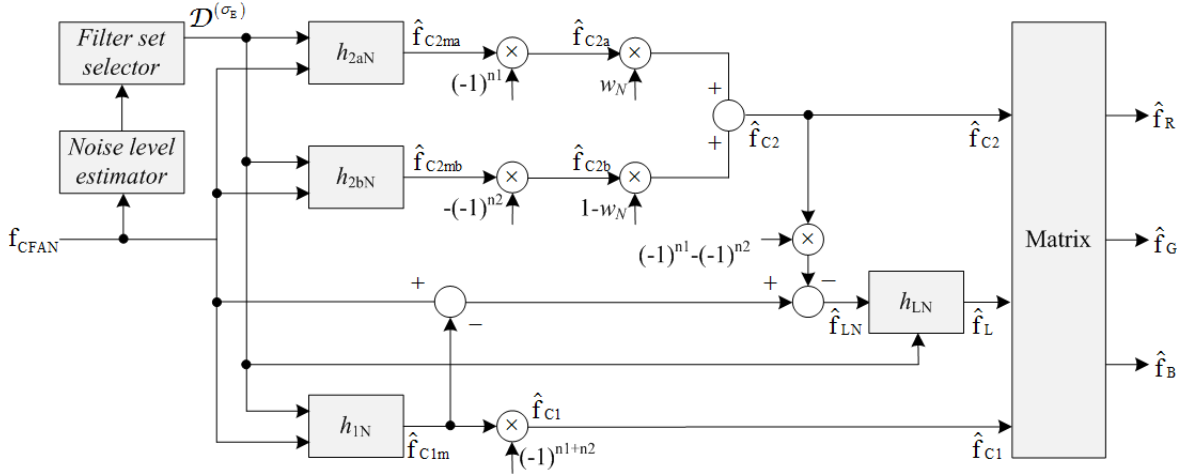 𝒟^(σ_E)
Filter set
selector
h_2aN
f̂_C2ma
×
(-1)^n1
f̂_C2a
×
w_N
+
+
f̂_C2
f̂_C2
Matrix
f̂_R
f̂_G
f̂_B
Noise level
estimator
h_2bN
f̂_C2mb
×
-(-1)^n2
f̂_C2b
×
1-w_N
f_CFAN
×
(-1)^n1-(-1)^n2
+
−
+
−
f̂_LN
h_LN
f̂_L
h_1N
f̂_C1m
×
(-1)^n1+n2
f̂_C1
f̂_C1